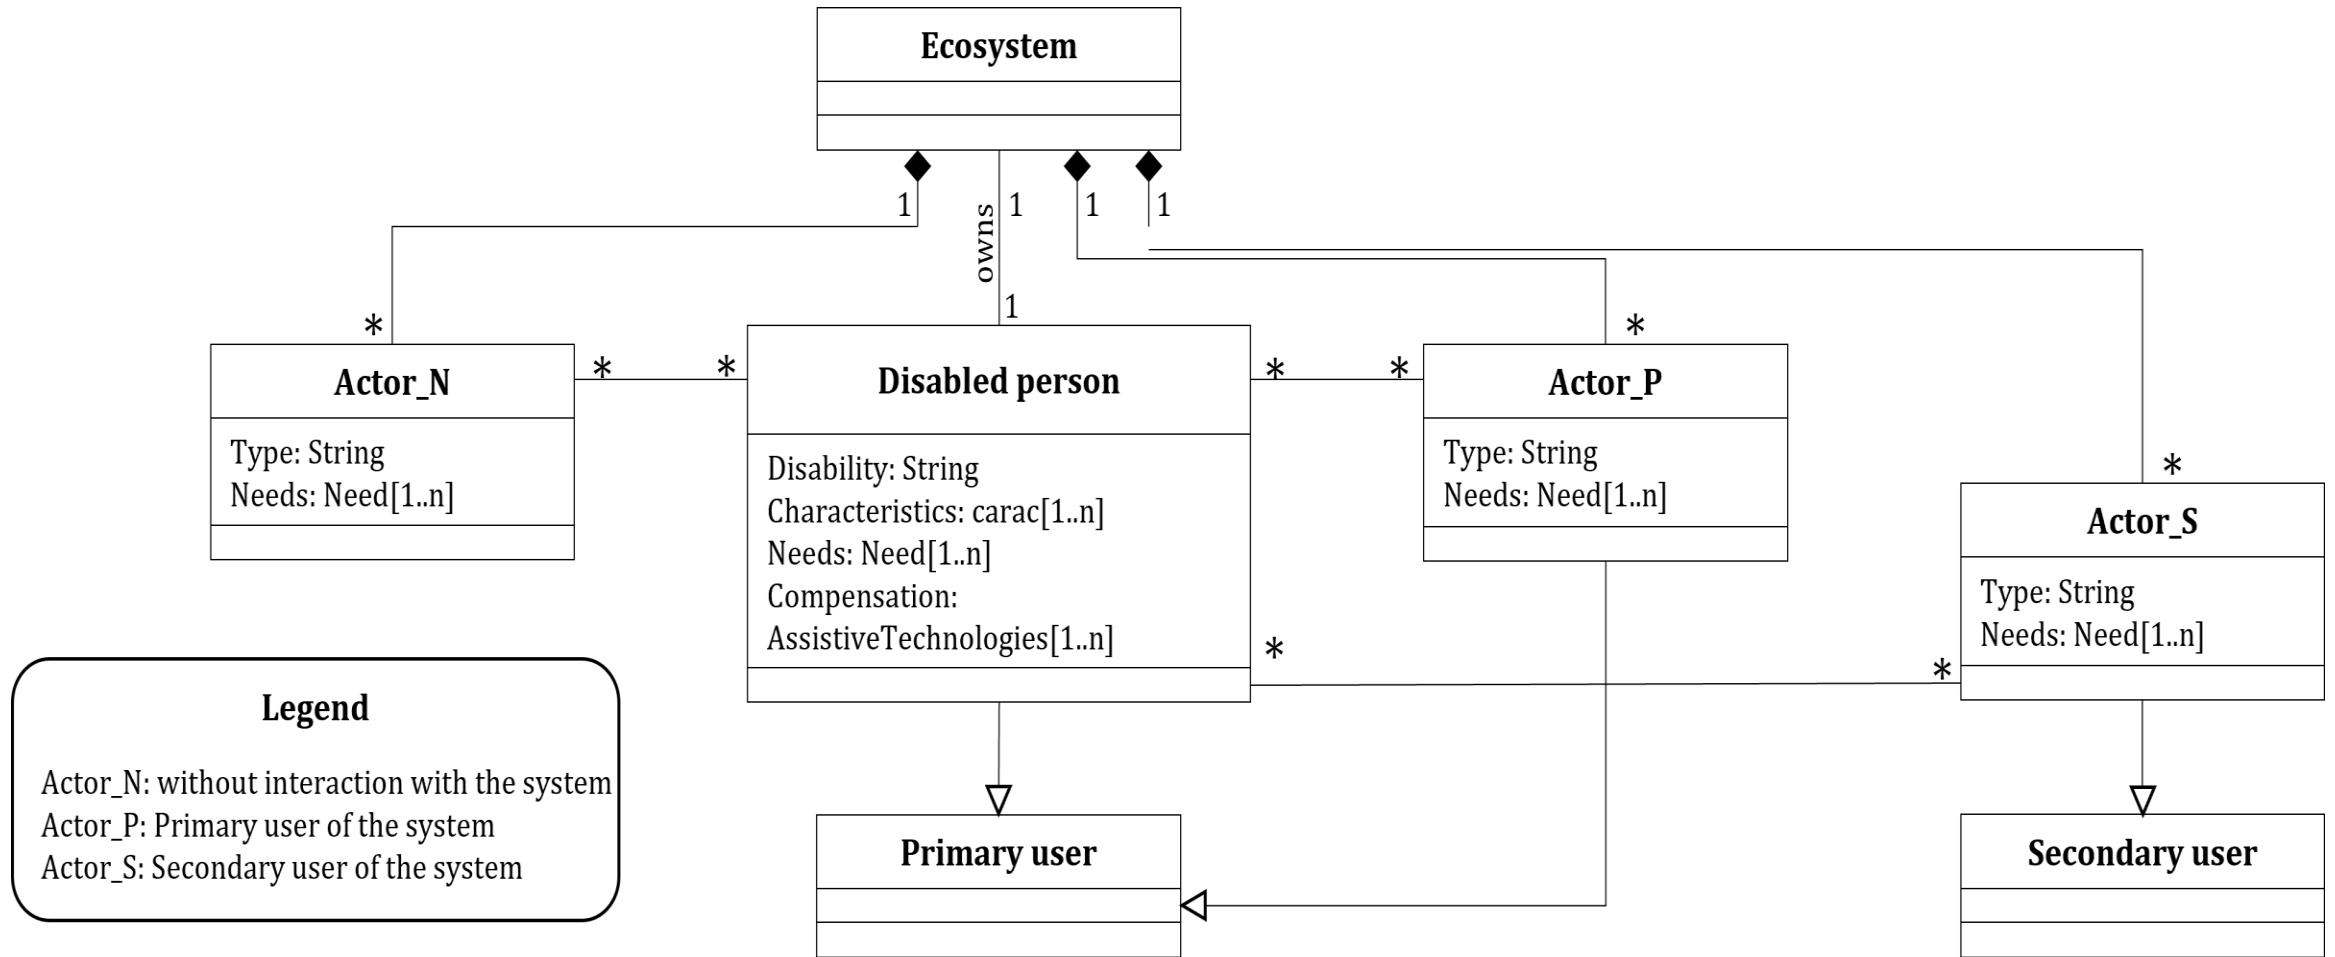 Ecosystem
1
1
1
1
owns
1
*
*
*
Actor_N
Type: String
Needs: Need[1..n]
*
*
Disabled person
Disability: String
Characteristics: carac[1..n]
Needs: Need[1..n]
Compensation:
AssistiveTechnologies[1..n]
*
*
Actor_P
Type: String
Needs: Need[1..n]
Actor_S
Type: String
Needs: Need[1..n]
*
*
Legend
Actor_N: without interaction with the system
Actor_P: Primary user of the system
Actor_S: Secondary user of the system
Primary user
Secondary user